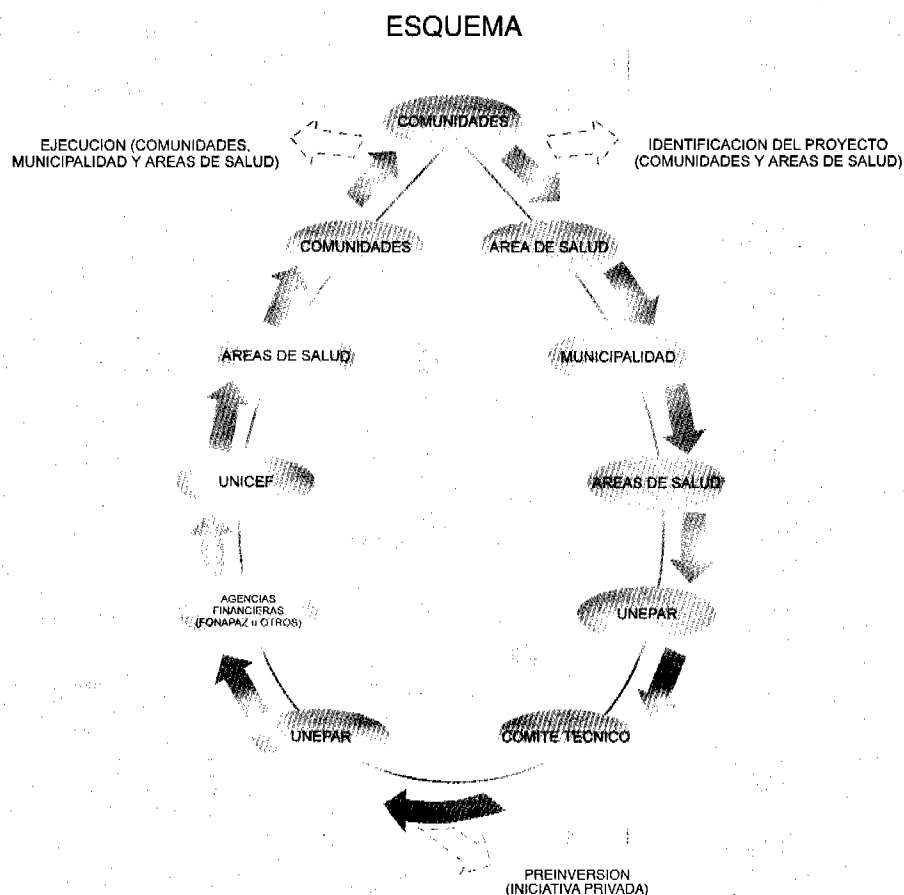 ESQUEMA
COMUNIDADES
EJECUCION (COMUNIDADES,
MUNICIPALIDAD Y AREAS DE SALUD)
IDENTIFICACION DEL PROYECTO
(COMUNIDADES Y AREAS DE SALUD)
COMUNIDADES
AREA DE SALUD
AREAS DE SALUD
MUNICIPALIDAD
UNICEF
AREAS DE SALUD
AGENCIAS
FINANCIERAS
(FONAPAZ u OTROS)
UNEPAR
UNEPAR
COMITE TECNICO
PREINVERSION
(INICIATIVA PRIVADA)